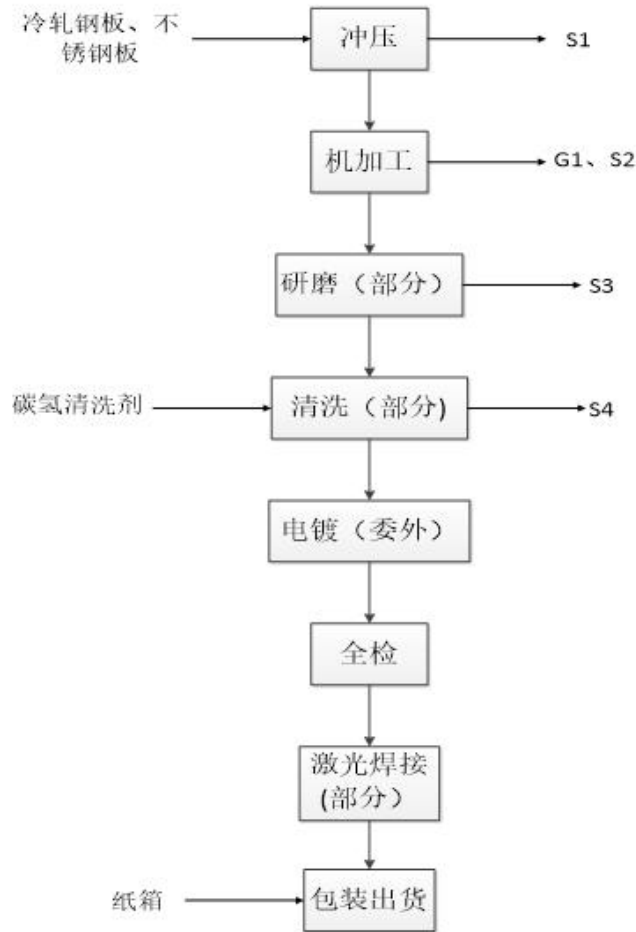 冷轧钢板、不
锈钢板
冲压
S1
机加工
G1、S2
研磨（部分）
S3
碳氢清洗剂
清洗（部分)
S4
电镀（委外）
全检
激光焊接
(部分）
纸箱
包装出货